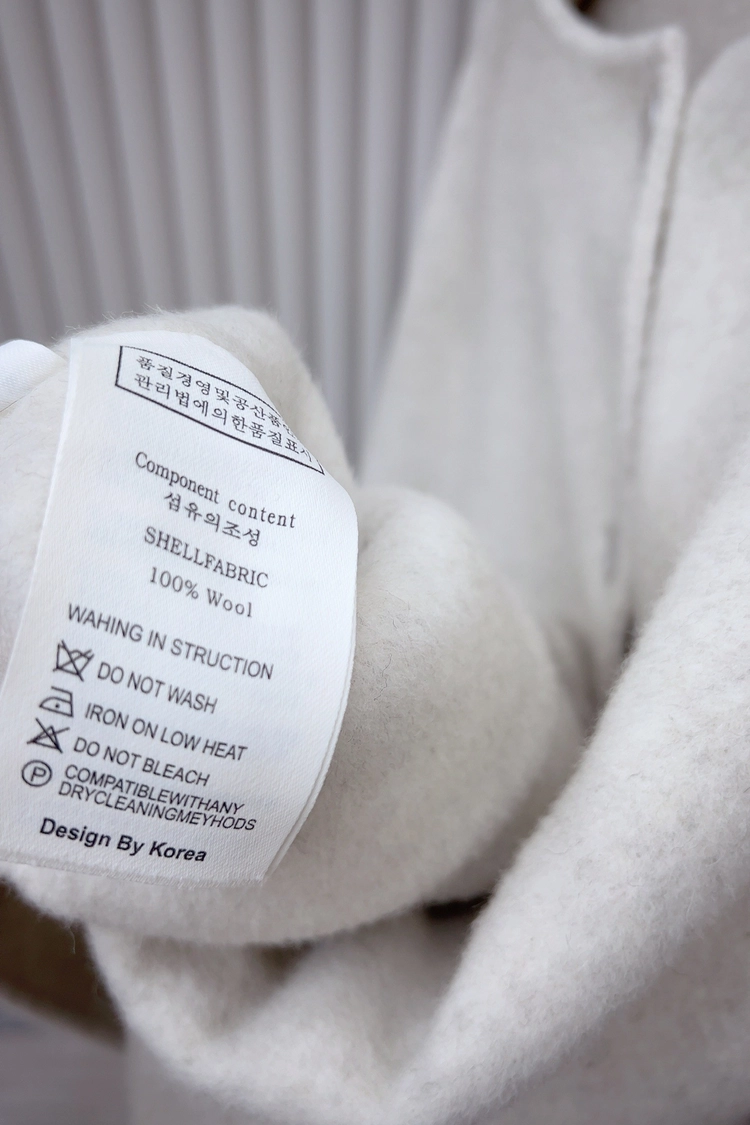 품질경영및공산품
관리법에의한품질표시
Component content
섬유의조성
SHELLFABRIC
100% Wool
WAHING IN STRUCTION
DO NOT WASH
IRON ON LOW HEAT
DO NOT BLEACH
P COMPATIBLEWITHANY
DRYCLEANINGMEYHODS
Design By Korea